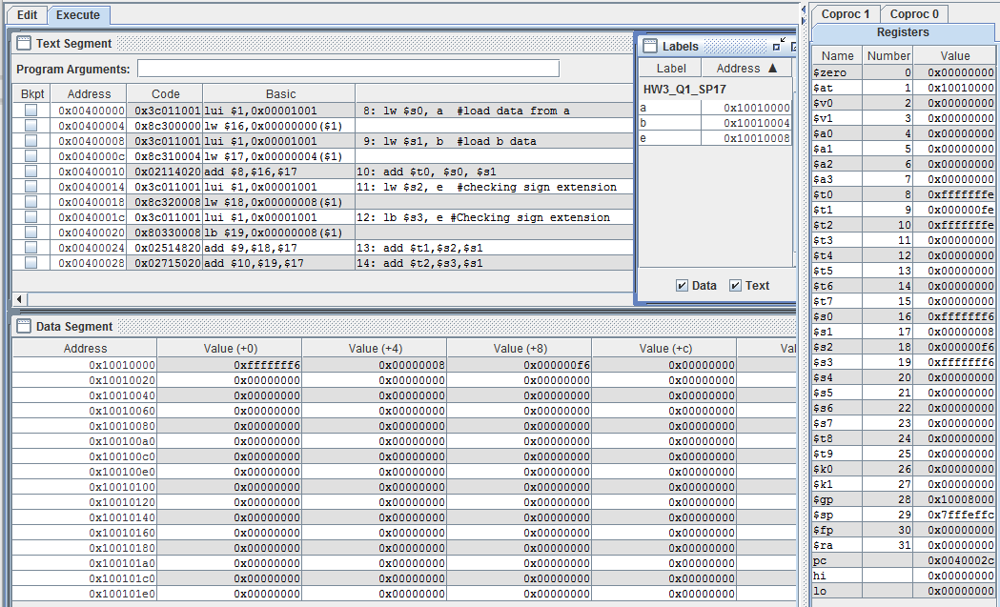 Edit Execute
Text Segment
Program Arguments:
Bkpt Address Code Basic
0x00400000 0x3c011001 lui $1,0x00001001 8: lw $s0, a #load data from a
0x00400004 0x8c300000 lw $16,0x00000000($1)
0x00400008 0x3c011001 lui $1,0x00001001 9: lw $s1, b #load b data
0x0040000c 0x8c310004 lw $17,0x00000004($1)
0x00400010 0x02114020 add $8,$16,$17 10: add $t0, $s0, $s1
0x00400014 0x3c011001 lui $1,0x00001001 11: lw $s2, e #checking sign extension
0x00400018 0x8c320008 lw $18,0x00000008($1)
0x0040001c 0x3c011001 lui $1,0x00001001 12: lb $s3, e #Checking sign extension
0x00400020 0x80330008 lb $19,0x00000008($1)
0x00400024 0x02514820 add $9,$18,$17 13: add $t1,$s2,$s1
0x00400028 0x02715020 add $10,$19,$17 14: add $t2,$s3,$s1
Labels
Label Address ▲
HW3_Q1_SP17
a 0x10010000
b 0x10010004
e 0x10010008
Data Text
Data Segment
Address Value (+0) Value (+4) Value (+8) Value (+c) Val
0x10010000 0xfffffff6 0x00000008 0x000000f6 0x00000000
0x10010020 0x00000000 0x00000000 0x00000000 0x00000000
0x10010040 0x00000000 0x00000000 0x00000000 0x00000000
0x10010060 0x00000000 0x00000000 0x00000000 0x00000000
0x10010080 0x00000000 0x00000000 0x00000000 0x00000000
0x100100a0 0x00000000 0x00000000 0x00000000 0x00000000
0x100100c0 0x00000000 0x00000000 0x00000000 0x00000000
0x100100e0 0x00000000 0x00000000 0x00000000 0x00000000
0x10010100 0x00000000 0x00000000 0x00000000 0x00000000
0x10010120 0x00000000 0x00000000 0x00000000 0x00000000
0x10010140 0x00000000 0x00000000 0x00000000 0x00000000
0x10010160 0x00000000 0x00000000 0x00000000 0x00000000
0x10010180 0x00000000 0x00000000 0x00000000 0x00000000
0x100101a0 0x00000000 0x00000000 0x00000000 0x00000000
0x100101c0 0x00000000 0x00000000 0x00000000 0x00000000
0x100101e0 0x00000000 0x00000000 0x00000000 0x00000000
Coproc 1 Coproc 0
Registers
Name Number Value
$zero 0 0x00000000
$at 1 0x10010000
$v0 2 0x00000000
$v1 3 0x00000000
$a0 4 0x00000000
$a1 5 0x00000000
$a2 6 0x00000000
$a3 7 0x00000000
$t0 8 0xfffffffe
$t1 9 0x000000fe
$t2 10 0xfffffffe
$t3 11 0x00000000
$t4 12 0x00000000
$t5 13 0x00000000
$t6 14 0x00000000
$t7 15 0x00000000
$s0 16 0xfffffff6
$s1 17 0x00000008
$s2 18 0x000000f6
$s3 19 0xfffffff6
$s4 20 0x00000000
$s5 21 0x00000000
$s6 22 0x00000000
$s7 23 0x00000000
$t8 24 0x00000000
$t9 25 0x00000000
$k0 26 0x00000000
$k1 27 0x00000000
$gp 28 0x10008000
$sp 29 0x7fffeffc
$fp 30 0x00000000
$ra 31 0x00000000
pc 0x0040002c
hi 0x00000000
lo 0x00000000